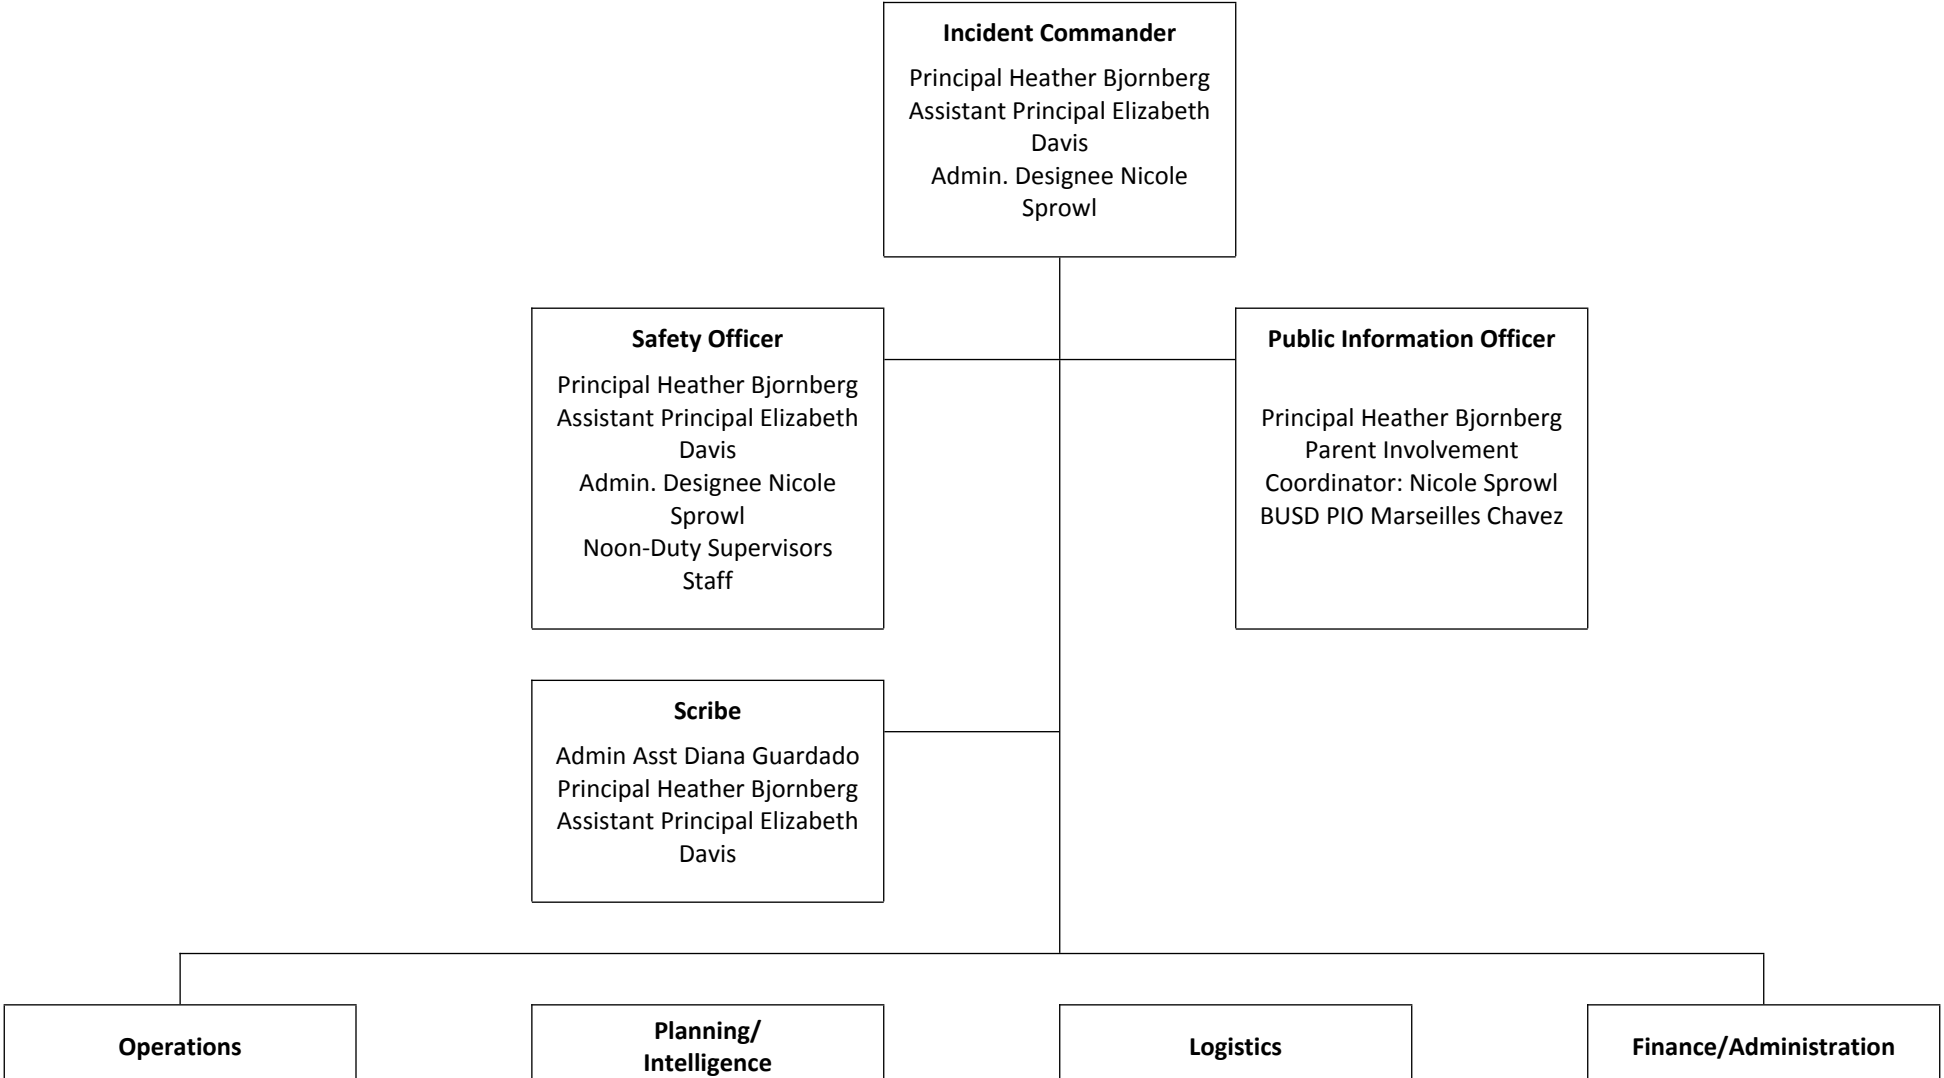 Incident Commander
Principal Heather Bjornberg
Assistant Principal Elizabeth
Davis
Admin. Designee Nicole
Sprowl
Safety Officer
Principal Heather Bjornberg
Assistant Principal Elizabeth
Davis
Admin. Designee Nicole
Sprowl
Noon-Duty Supervisors
Staff
Public Information Officer
Principal Heather Bjornberg
Parent Involvement
Coordinator: Nicole Sprowl
BUSD PIO Marseilles Chavez
Scribe
Admin Asst Diana Guardado
Principal Heather Bjornberg
Assistant Principal Elizabeth
Davis
Operations
Planning/
Intelligence
Logistics
Finance/Administration